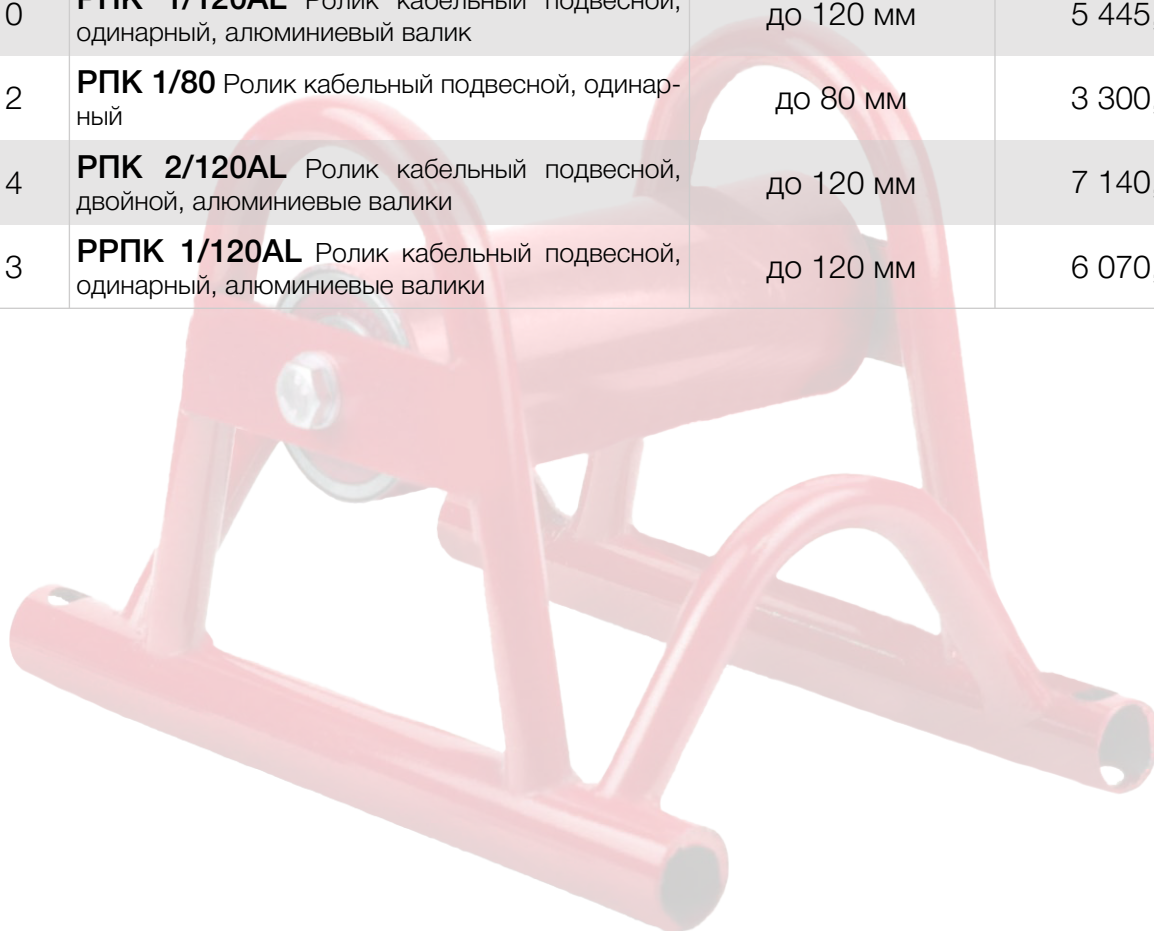 0 РПК 1/120AL Ролик кабельный подвесной, до 120 мм 5 445
одинарный, алюминиевый валик
2 РПК 1/80 Ролик кабельный подвесной, одинар- до 80 мм 3 300
ный
4 РПК 2/120AL Ролик кабельный подвесной, до 120 мм 7 140
двойной, алюминиевые валики
3 РРПК 1/120AL Ролик кабельный подвесной, до 120 мм 6 070
одинарный, алюминиевые валики